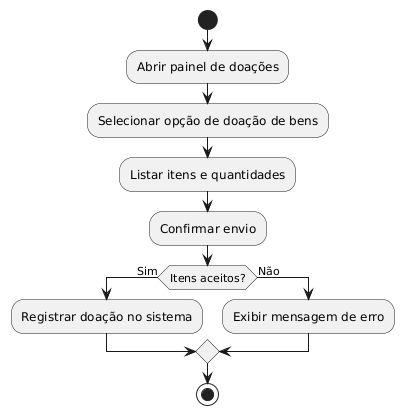 Abrir painel de doações
Selecionar opção de doação de bens
Listar itens e quantidades
Confirmar envio
Itens aceitos?
Sim
Não
Registrar doação no sistema
Exibir mensagem de erro